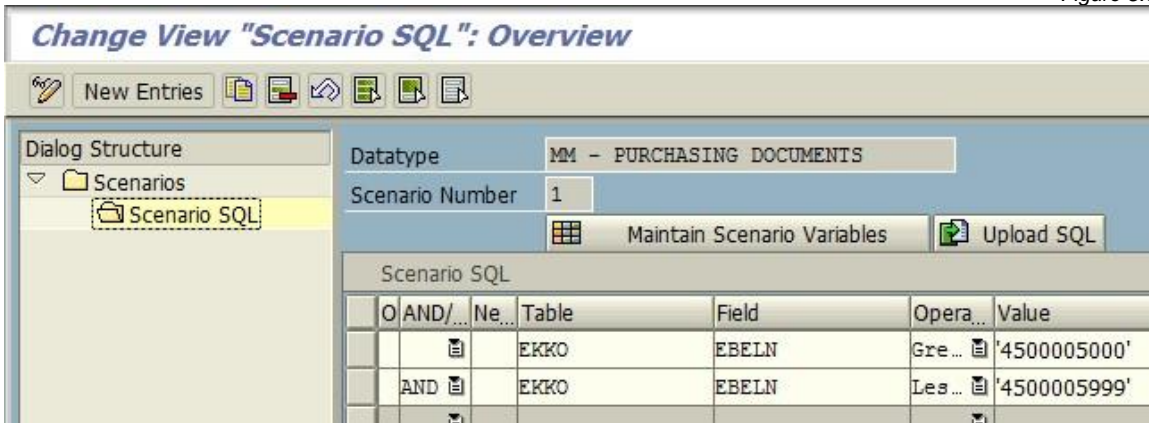 Change View "Scenario SQL": Overview
New Entries
Dialog Structure
Scenarios
Scenario SQL
Datatype MM - PURCHASING DOCUMENTS
Scenario Number 1
Maintain Scenario Variables Upload SQL
Scenario SQL
O AND/... Ne... Table Field Opera... Value
EKKO EBELN Gre... '4500005000'
AND EKKO EBELN Les... '4500005999'